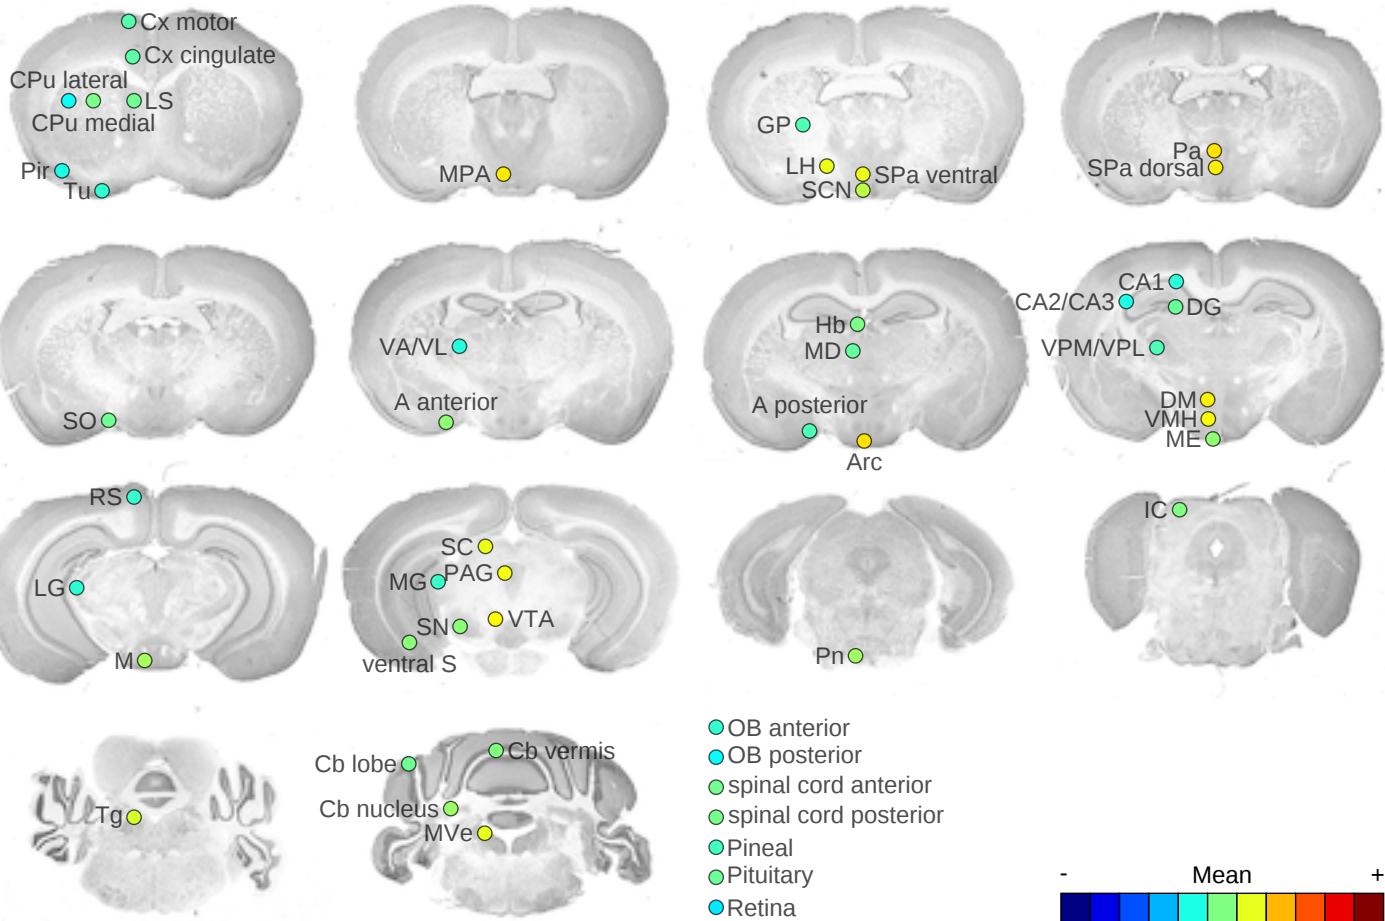 Cx motor
Cx cingulate
CPu lateral
LS
CPu medial
Pir
Tu
MPA
GP
LH
SPa ventral
SCN
Pa
SPa dorsal
SO
VA/VL
A anterior
Hb
MD
A posterior
Arc
CA1
CA2/CA3
DG
VPM/VPL
DM
VMH
ME
RS
LG
M
SC
MG
PAG
SN
VTA
ventral S
Pn
IC
Tg
Cb lobe
Cb vermis
Cb nucleus
MVe
OB anterior
OB posterior
spinal cord anterior
spinal cord posterior
Pineal
Pituitary
Retina
- Mean +